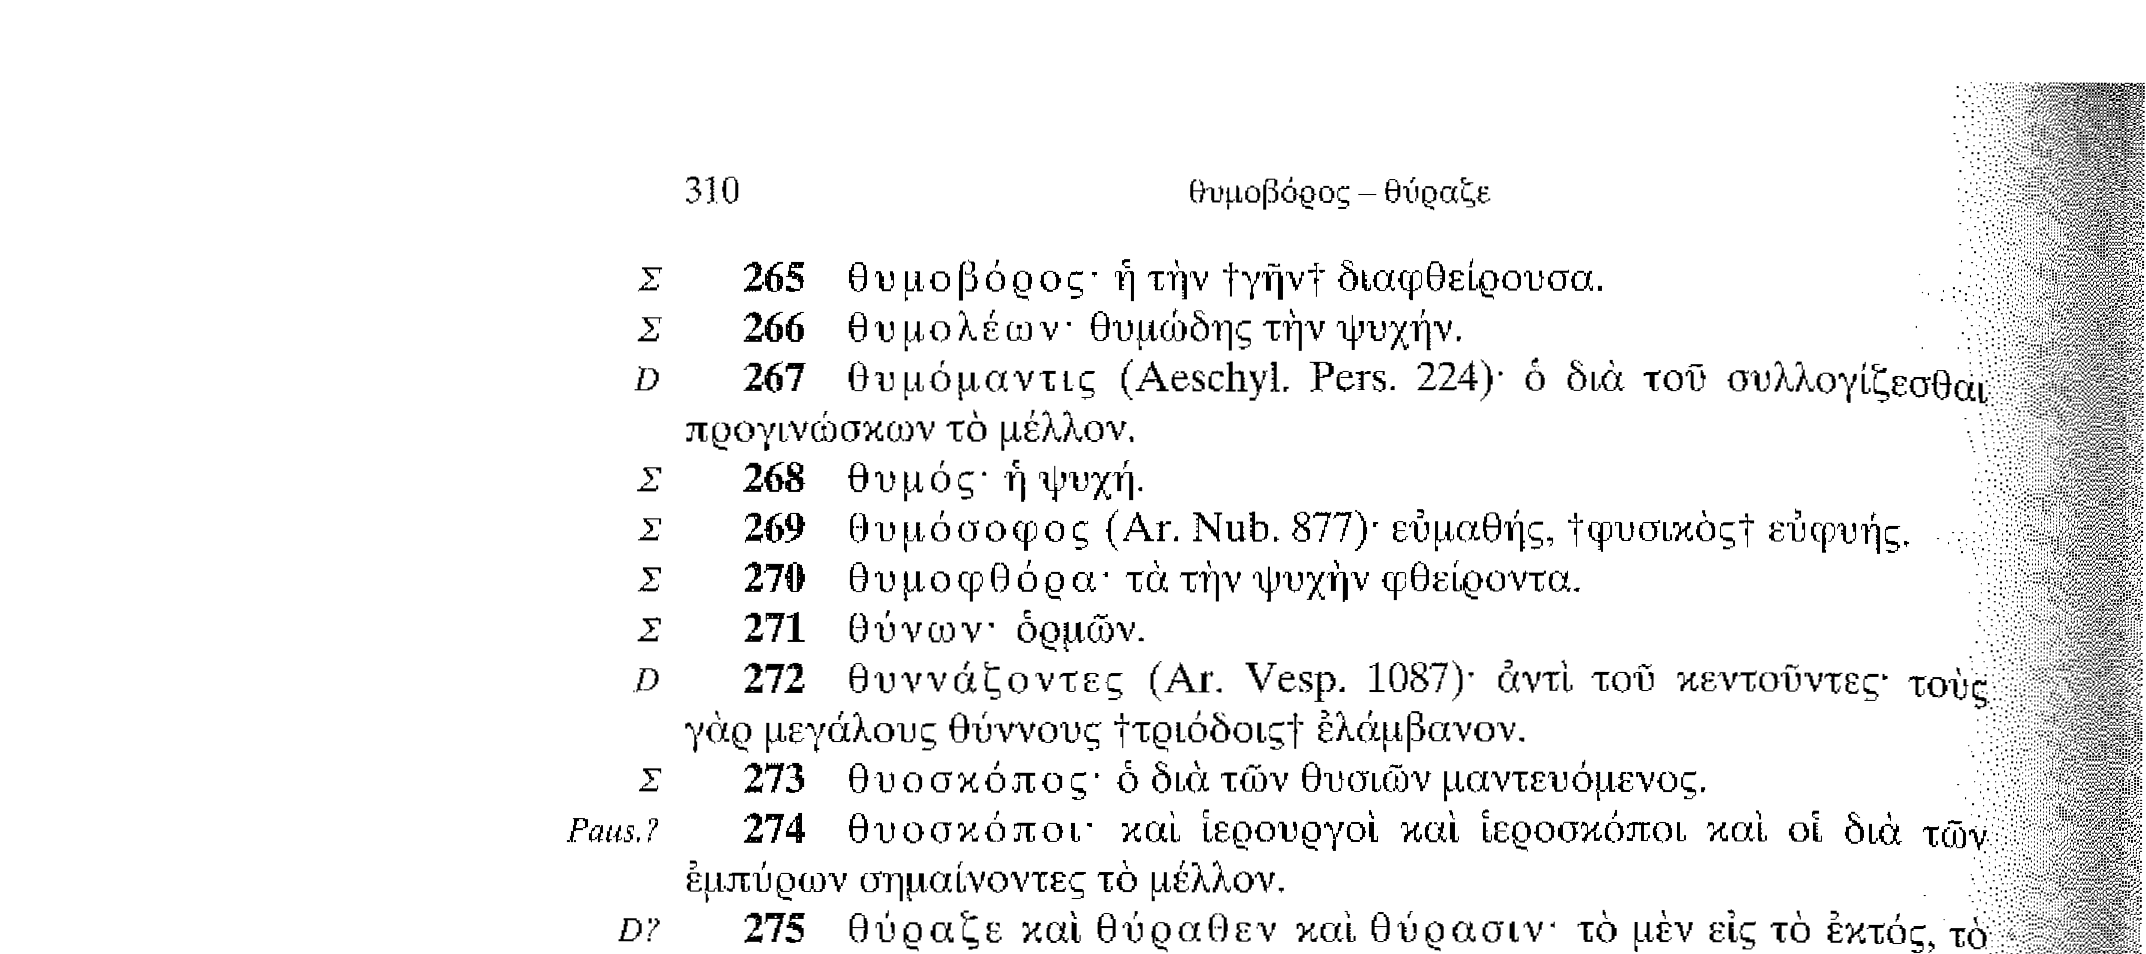 310 θυμοβόρος – θύραζε
Σ 265 θυμοβόρος· ἡ τὴν †γῆν† διαφθείρουσα.
Σ 266 θυμολέων· θυμώδης τὴν ψυχήν.
D 267 θυμόμαντις (Aeschyl. Pers. 224)· ὁ διὰ τοῦ συλλογίζεσθαι
προγινώσκων τὸ μέλλον.
Σ 268 θυμός· ἡ ψυχή.
Σ 269 θυμόσοφος (Ar. Nub. 877)· εὐμαθής, †φυσικὸς† εὐφυής.
Σ 270 θυμοφθόρα· τὰ τὴν ψυχὴν φθείροντα.
Σ 271 θύνων· ὁρμῶν.
D 272 θυννάζοντες (Ar. Vesp. 1087)· ἀντὶ τοῦ κεντοῦντες· τοὺς
γὰρ μεγάλους θύννους †τριόδοις† ἐλάμβανον.
Σ 273 θυοσκόπος· ὁ διὰ τῶν θυσιῶν μαντευόμενος.
Paus.? 274 θυοσκόποι· καὶ ἱερουργοὶ καὶ ἱεροσκόποι καὶ οἱ διὰ τῶν
ἐμπύρων σημαίνοντες τὸ μέλλον.
D? 275 θύραζε καὶ θύραθεν καὶ θύρασιν· τὸ μὲν εἰς τὸ ἐκτός, τὸ